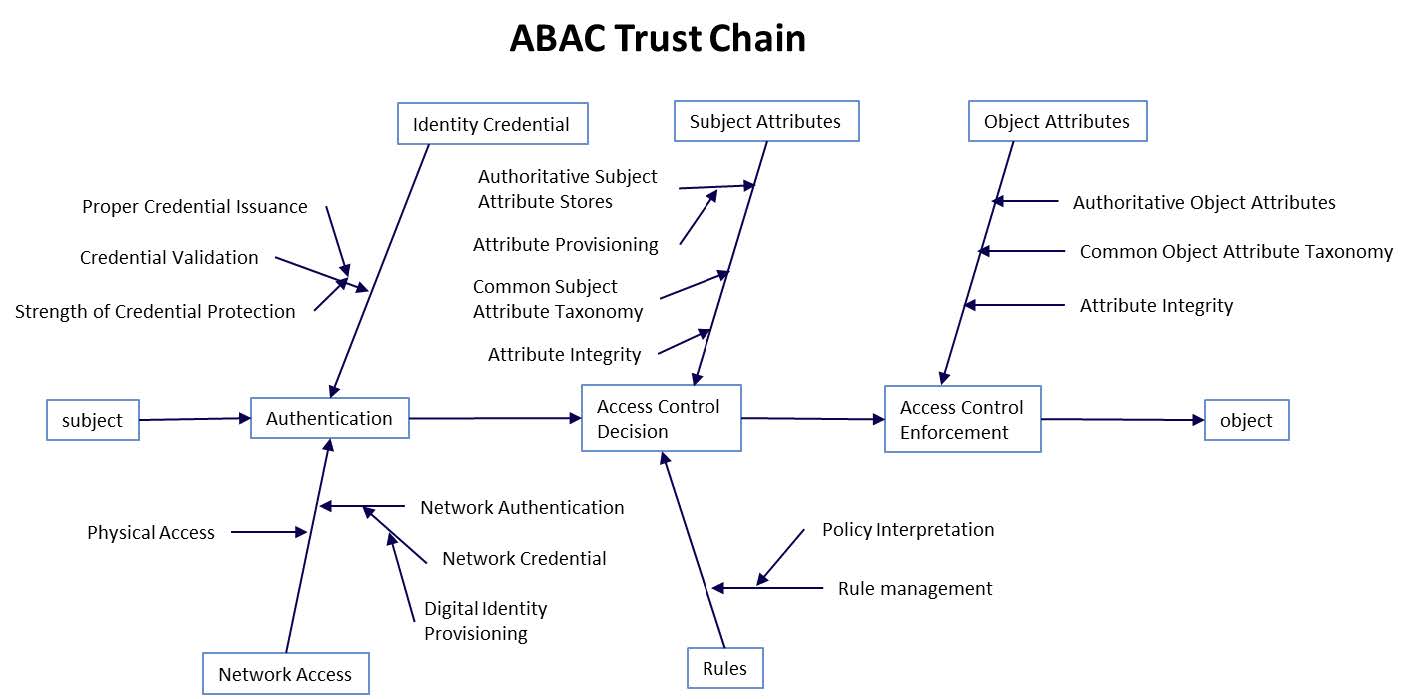 ABAC Trust Chain
Identity Credential
Subject Attributes
Object Attributes
Authoritative Subject
Attribute Stores
Proper Credential Issuance
Authoritative Object Attributes
Attribute Provisioning
Credential Validation
Common Object Attribute Taxonomy
Common Subject
Attribute Taxonomy
Strength of Credential Protection
Attribute Integrity
Attribute Integrity
subject
Authentication
Access Control
Decision
Access Control
Enforcement
object
Network Authentication
Physical Access
Policy Interpretation
Network Credential
Rule management
Digital Identity
Provisioning
Network Access
Rules